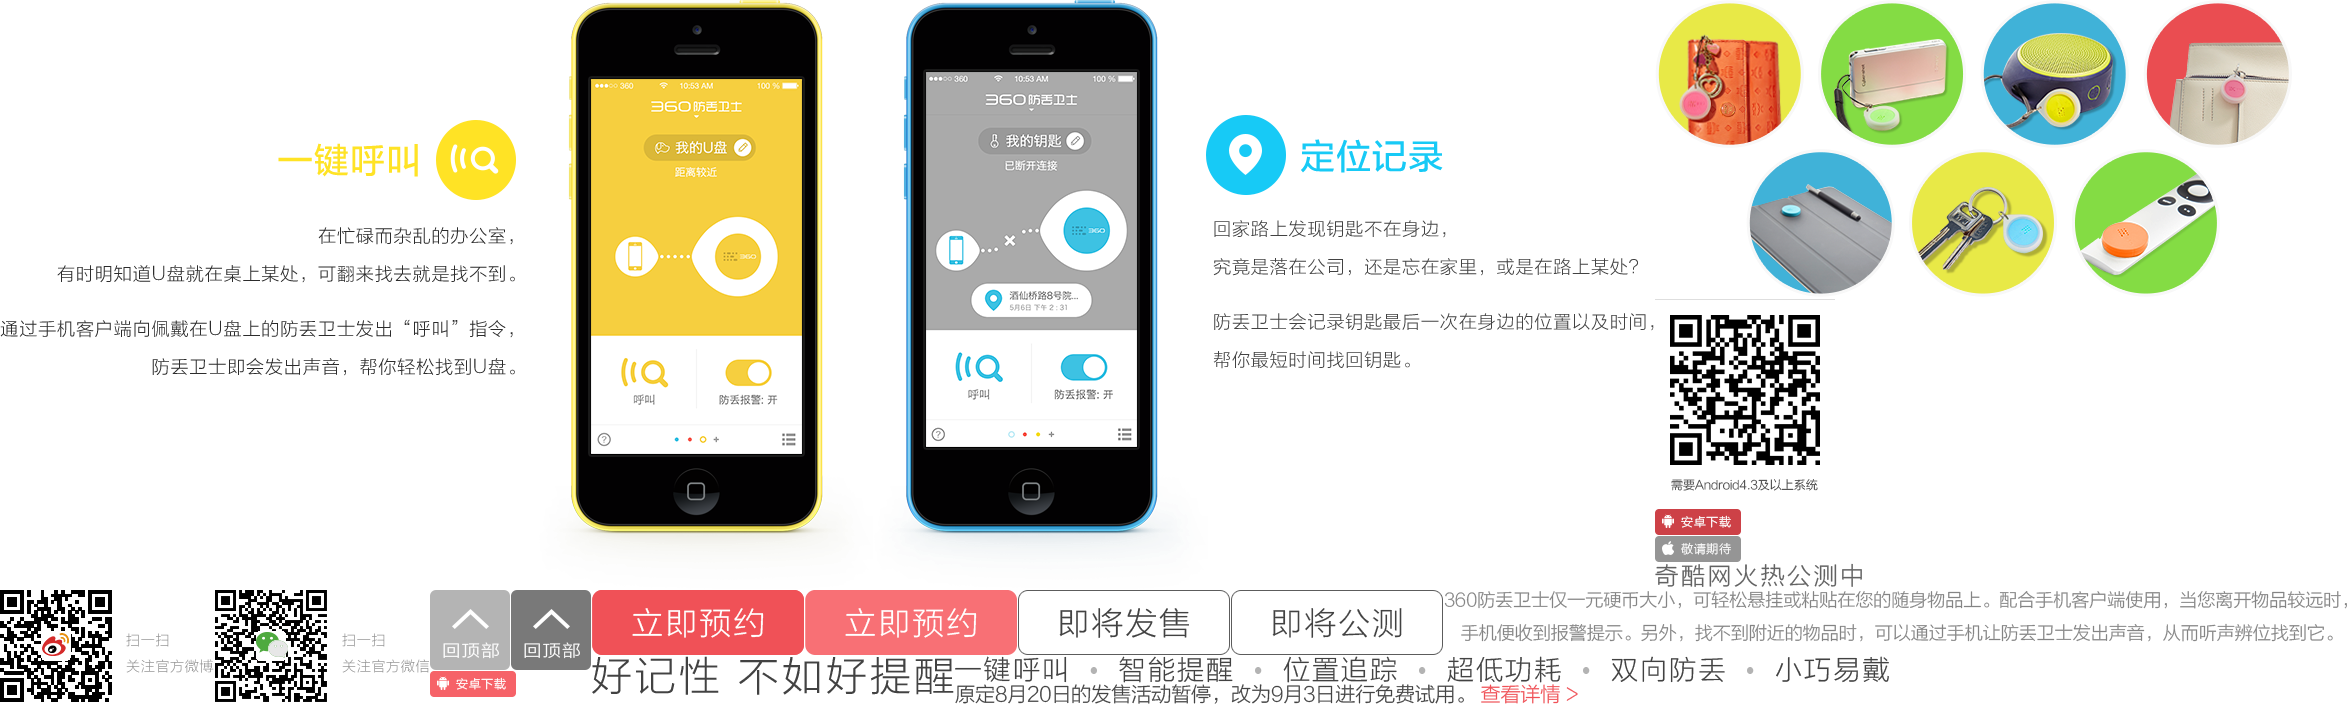 一键呼叫
在忙碌而杂乱的办公室，
有时明知道U盘就在桌上某处，可翻来找去就是找不到。
通过手机客户端向佩戴在U盘上的防丢卫士发出“呼叫”指令，
防丢卫士即会发出声音，帮你轻松找到U盘。
360 10:53 AM 100 %
360防丢卫士
我的U盘
距离较近
360
呼叫
防丢报警: 开
?
360 10:53 AM 100 %
360防丢卫士
我的钥匙
已断开连接
360
酒仙桥路8号院...
5月6日 下午 2 : 31
呼叫
防丢报警: 开
?
定位记录
回家路上发现钥匙不在身边，
究竟是落在公司，还是忘在家里，或是在路上某处?
防丢卫士会记录钥匙最后一次在身边的位置以及时间，
帮你最短时间找回钥匙。
需要Android4.3及以上系统
安卓下载
敬请期待
奇酷网火热公测中
360防丢卫士仅一元硬币大小，可轻松悬挂或粘贴在您的随身物品上。配合手机客户端使用，当您离开物品较远时，
手机便收到报警提示。另外，找不到附近的物品时，可以通过手机让防丢卫士发出声音，从而听声辨位找到它。
扫一扫
关注官方微博
扫一扫
关注官方微信
回顶部
回顶部
安卓下载
立即预约
立即预约
即将发售
即将公测
好记性 不如好提醒
一键呼叫 • 智能提醒 • 位置追踪 • 超低功耗 • 双向防丢 • 小巧易戴
原定8月20日的发售活动暂停，改为9月3日进行免费试用。 查看详情 >